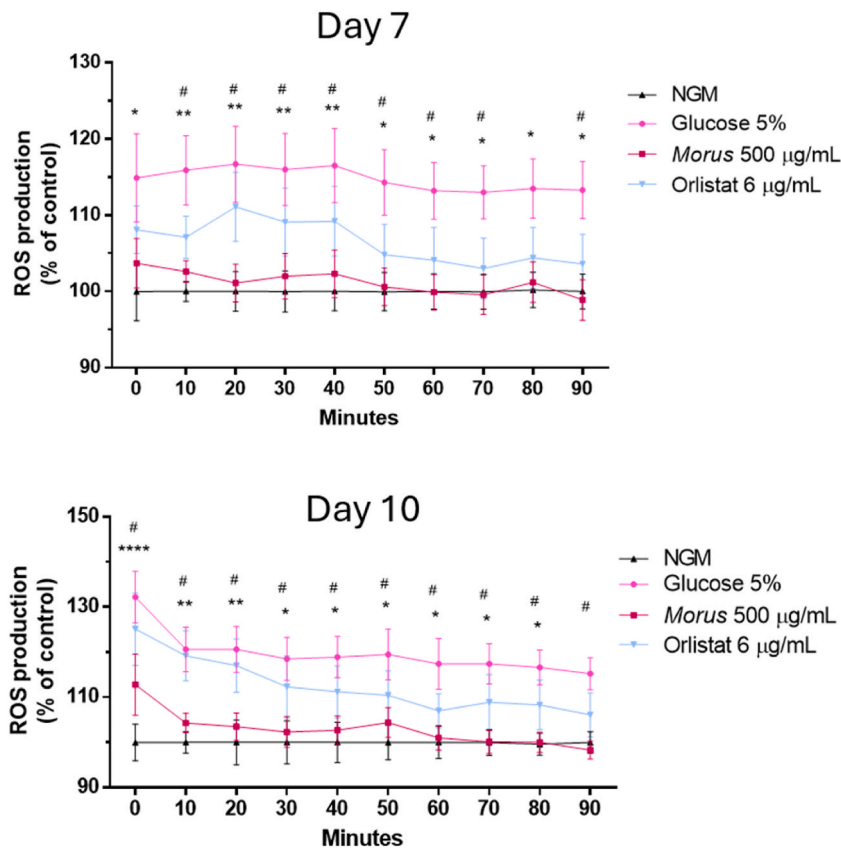 Day 7
130
# # # # # # # #
* ** ** ** ** * * * * *
120
110
100
90
ROS production
(% of control)
0 10 20 30 40 50 60 70 80 90
Minutes
NGM
Glucose 5%
Morus 500 μg/mL
Orlistat 6 μg/mL
Day 10
150
# # # # # # # # # #
**** ** ** * * * * * *
130
110
90
ROS production
(% of control)
0 10 20 30 40 50 60 70 80 90
Minutes
NGM
Glucose 5%
Morus 500 μg/mL
Orlistat 6 μg/mL